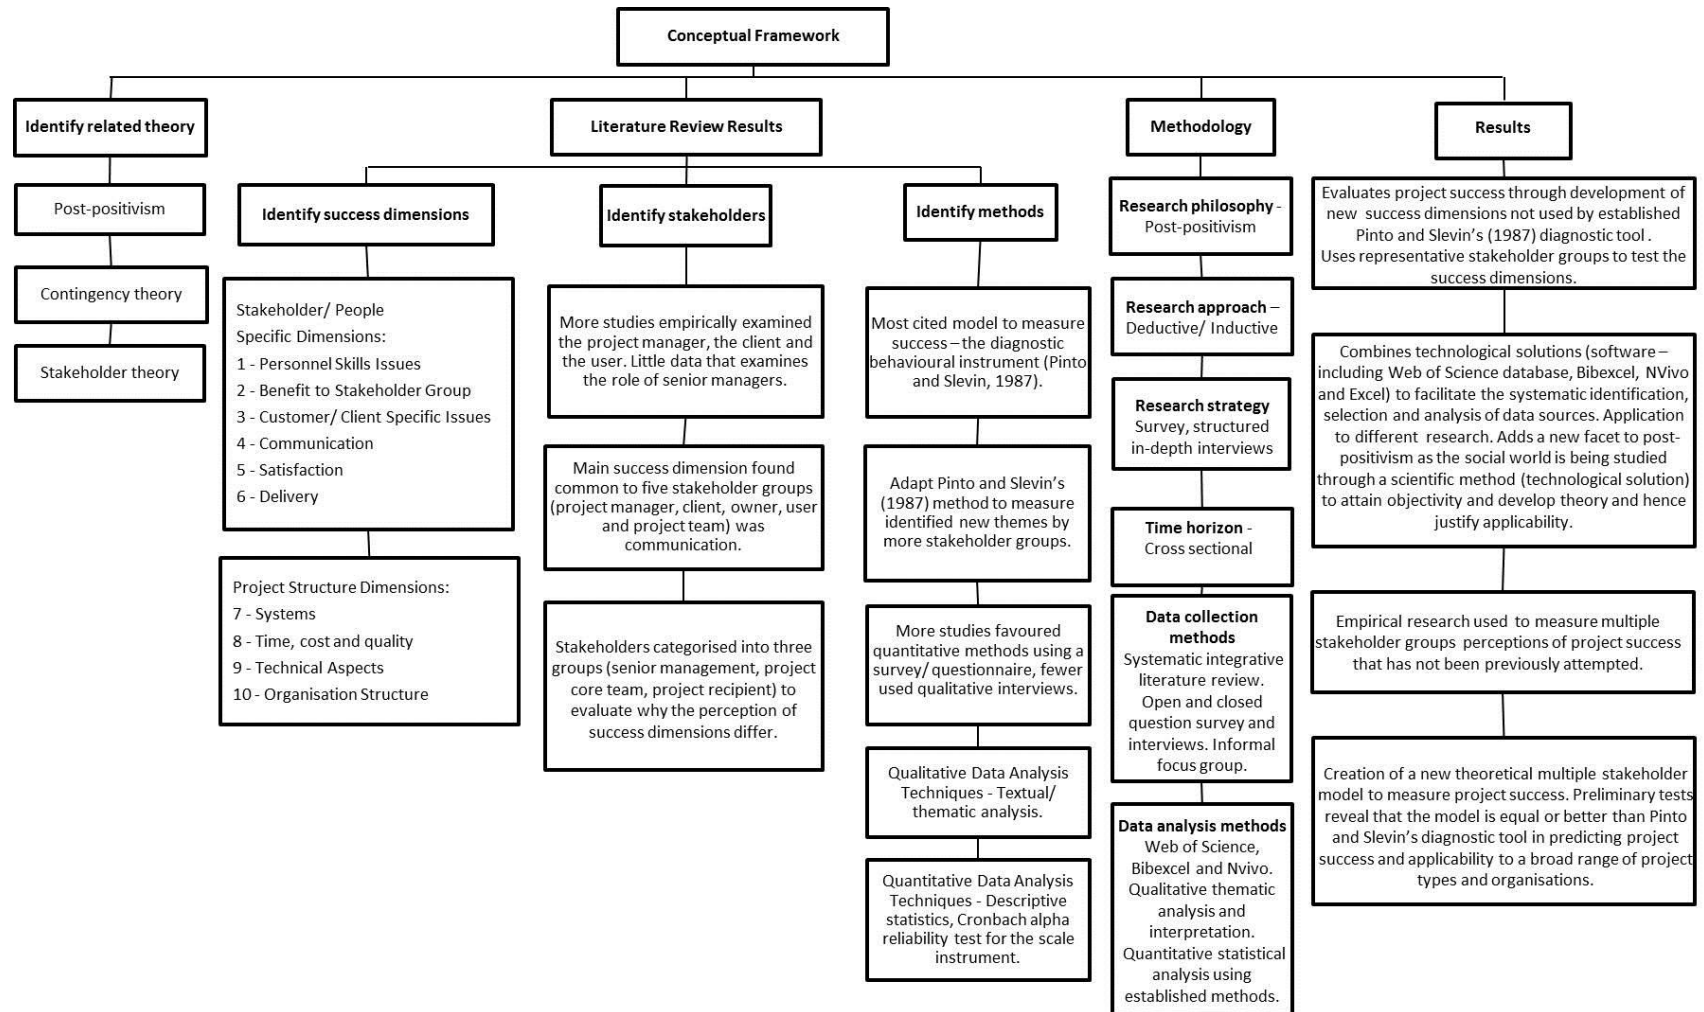 Conceptual Framework
Identify related theory
Post-positivism
Contingency theory
Stakeholder theory
Literature Review Results
Identify success dimensions
Stakeholder/ People
Specific Dimensions:
1 - Personnel Skills Issues
2 - Benefit to Stakeholder Group
3 - Customer/ Client Specific Issues
4 - Communication
5 - Satisfaction
6 - Delivery
Project Structure Dimensions:
7 - Systems
8 - Time, cost and quality
9 - Technical Aspects
10 - Organisation Structure
Identify stakeholders
More studies empirically examined
the project manager, the client and
the user. Little data that examines
the role of senior managers.
Main success dimension found
common to five stakeholder groups
(project manager, client, owner, user
and project team) was
communication.
Stakeholders categorised into three
groups (senior management, project
core team, project recipient) to
evaluate why the perception of
success dimensions differ.
Identify methods
Most cited model to measure
success – the diagnostic
behavioural instrument (Pinto
and Slevin, 1987).
Adapt Pinto and Slevin's
(1987) method to measure
identified new themes by
more stakeholder groups.
More studies favoured
quantitative methods using a
survey/ questionnaire, fewer
used qualitative interviews.
Qualitative Data Analysis
Techniques - Textual/
thematic analysis.
Quantitative Data Analysis
Techniques - Descriptive
statistics, Cronbach alpha
reliability test for the scale
instrument.
Methodology
Research philosophy -
Post-positivism
Research approach –
Deductive/ Inductive
Research strategy
Survey, structured
in-depth interviews
Time horizon -
Cross sectional
Data collection
methods
Systematic integrative
literature review.
Open and closed
question survey and
interviews. Informal
focus group.
Data analysis methods
Web of Science,
Bibexcel and Nvivo.
Qualitative thematic
analysis and
interpretation.
Quantitative statistical
analysis using
established methods.
Results
Evaluates project success through development of
new success dimensions not used by established
Pinto and Slevin's (1987) diagnostic tool .
Uses representative stakeholder groups to test the
success dimensions.
Combines technological solutions (software –
including Web of Science database, Bibexcel, NVivo
and Excel) to facilitate the systematic identification,
selection and analysis of data sources. Application
to different research. Adds a new facet to post-
positivism as the social world is being studied
through a scientific method (technological solution)
to attain objectivity and develop theory and hence
justify applicability.
Empirical research used to measure multiple
stakeholder groups perceptions of project success
that has not been previously attempted.
Creation of a new theoretical multiple stakeholder
model to measure project success. Preliminary tests
reveal that the model is equal or better than Pinto
and Slevin's diagnostic tool in predicting project
success and applicability to a broad range of project
types and organisations.